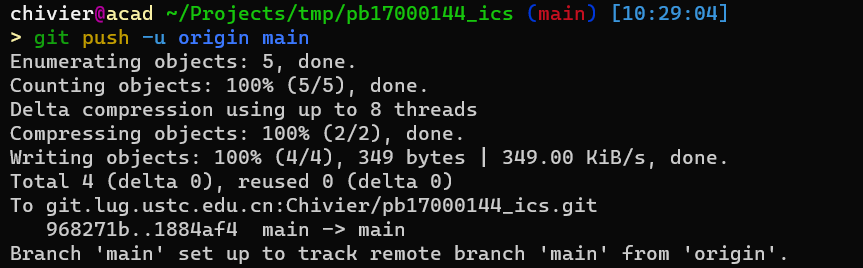 chivier@acad ~/Projects/tmp/pb17000144_ics (main) [10:29:04]
> git push -u origin main
Enumerating objects: 5, done.
Counting objects: 100% (5/5), done.
Delta compression using up to 8 threads
Compressing objects: 100% (2/2), done.
Writing objects: 100% (4/4), 349 bytes | 349.00 KiB/s, done.
Total 4 (delta 0), reused 0 (delta 0)
To git.lug.ustc.edu.cn:Chivier/pb17000144_ics.git
   968271b..1884af4  main -> main
Branch 'main' set up to track remote branch 'main' from 'origin'.